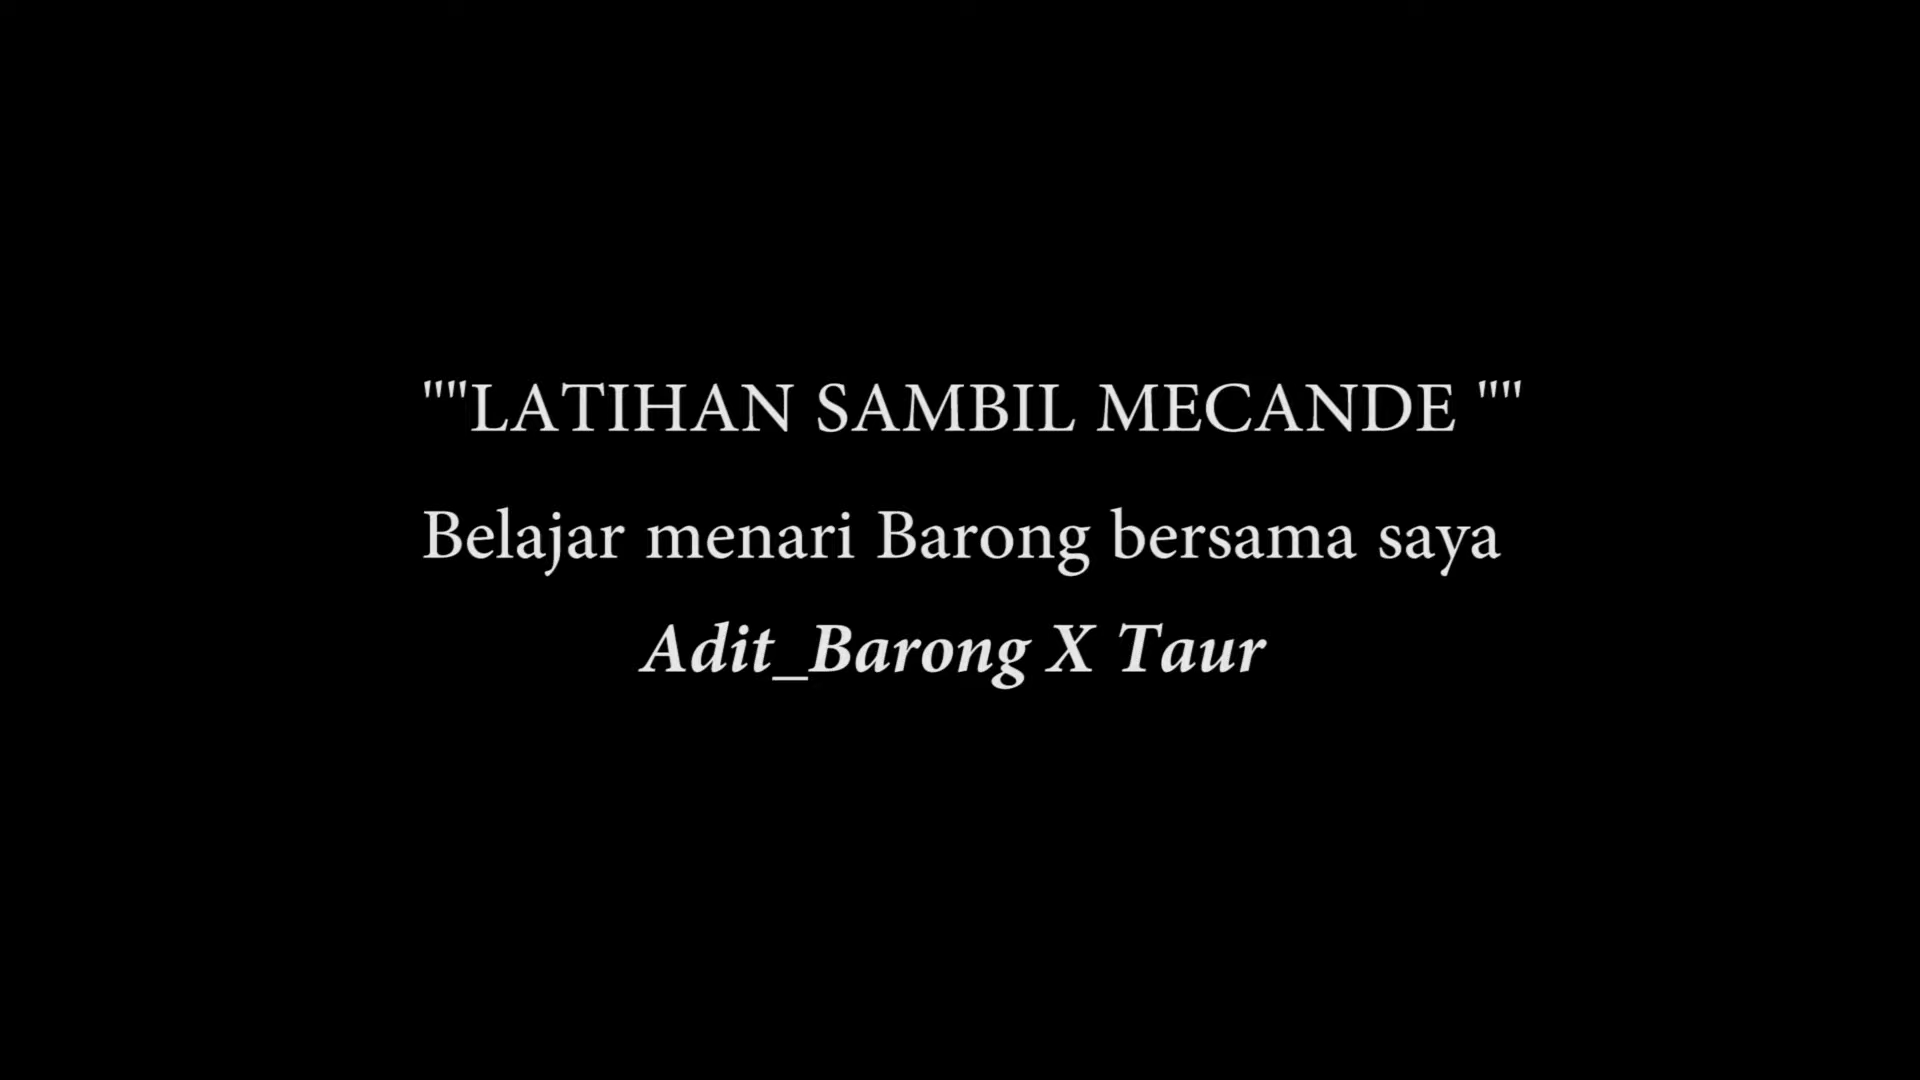 ""LATIHAN SAMBIL MECANDE ""
Belajar menari Barong bersama saya
Adit_Barong X Taur